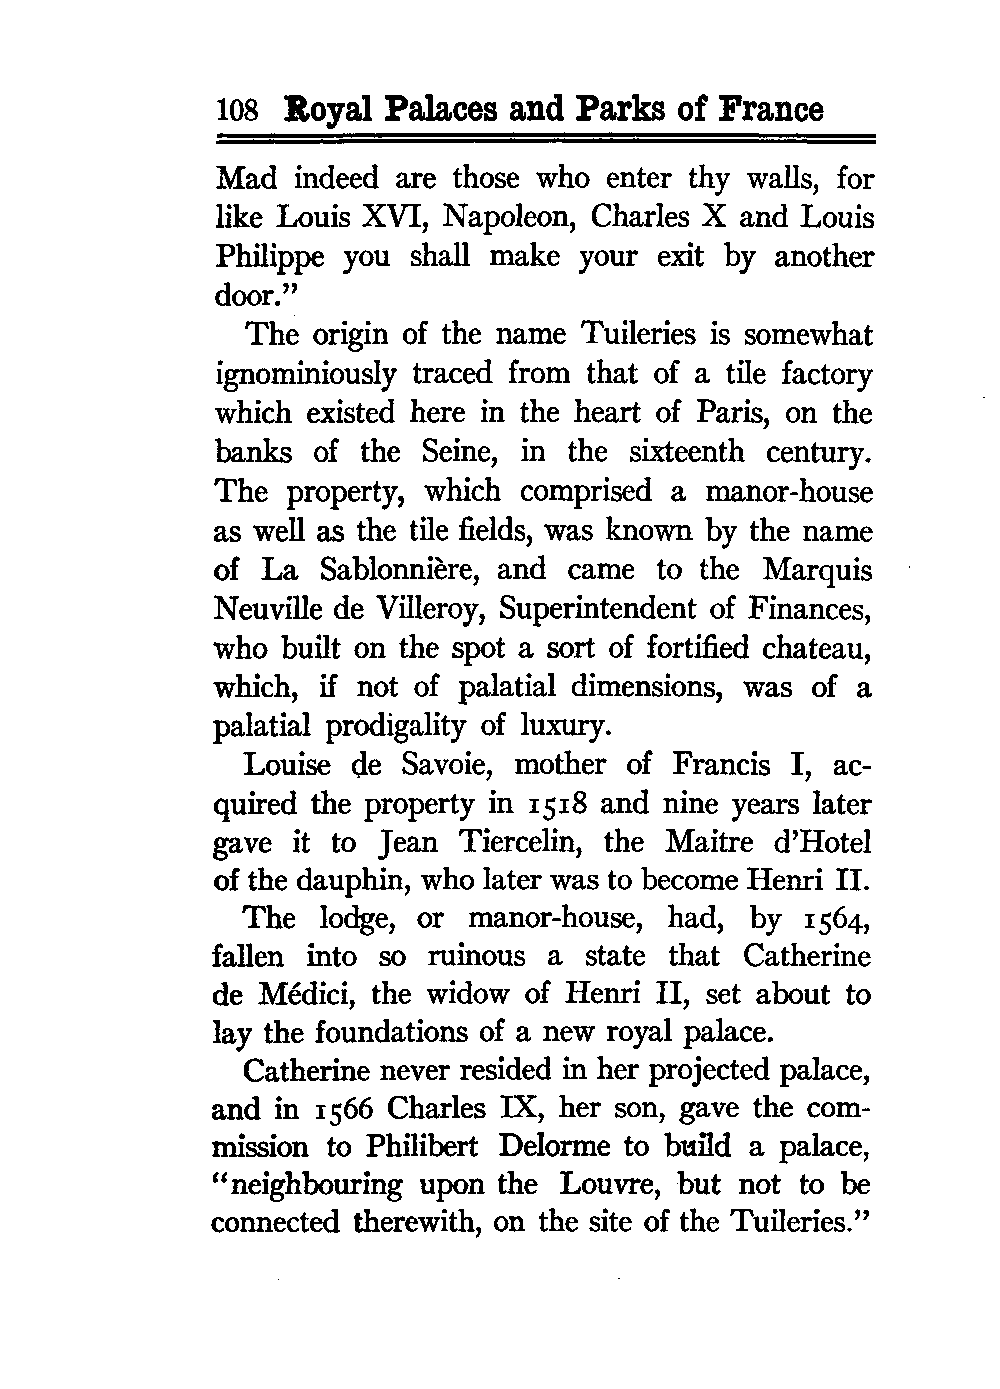 108 Royal Palaces and Parks of France
Mad indeed are those who enter thy walls, for
like Louis XVI, Napoleon, Charles X and Louis
Philippe you shall make your exit by another
door.”
The origin of the name Tuileries is somewhat
ignominiously traced from that of a tile factory
which existed here in the heart of Paris, on the
banks of the Seine, in the sixteenth century.
The property, which comprised a manor-house
as well as the tile fields, was known by the name
of La Sablonnière, and came to the Marquis
Neuville de Villeroy, Superintendent of Finances,
who built on the spot a sort of fortified chateau,
which, if not of palatial dimensions, was of a
palatial prodigality of luxury.
Louise de Savoie, mother of Francis I, ac-
quired the property in 1518 and nine years later
gave it to Jean Tiercelin, the Maitre d’Hotel
of the dauphin, who later was to become Henri II.
The lodge, or manor-house, had, by 1564,
fallen into so ruinous a state that Catherine
de Médici, the widow of Henri II, set about to
lay the foundations of a new royal palace.
Catherine never resided in her projected palace,
and in 1566 Charles IX, her son, gave the com-
mission to Philibert Delorme to build a palace,
“neighbouring upon the Louvre, but not to be
connected therewith, on the site of the Tuileries.”